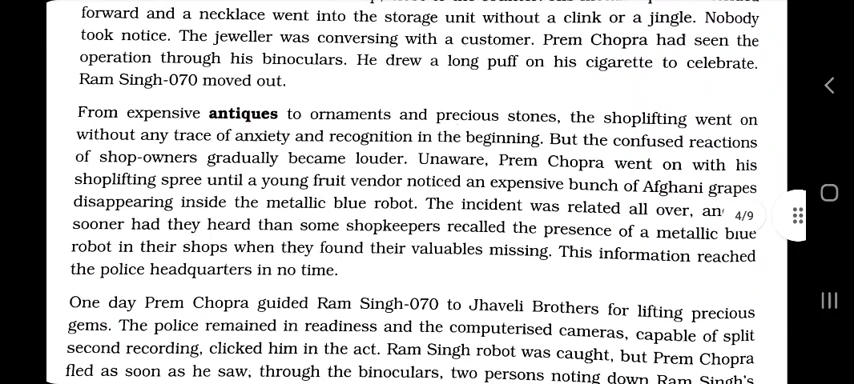 forward and a necklace went into the storage unit without a clink or a jingle. Nobody
took notice. The jeweller was conversing with a customer. Prem Chopra had seen the
operation through his binoculars. He drew a long puff on his cigarette to celebrate.
Ram Singh-070 moved out.
From expensive antiques to ornaments and precious stones, the shoplifting went on
without any trace of anxiety and recognition in the beginning. But the confused reactions
of shop-owners gradually became louder. Unaware, Prem Chopra went on with his
shoplifting spree until a young fruit vendor noticed an expensive bunch of Afghani grapes
disappearing inside the metallic blue robot. The incident was related all over, an
4/9
sooner had they heard than some shopkeepers recalled the presence of a metallic blue
robot in their shops when they found their valuables missing. This information reached
the police headquarters in no time.
One day Prem Chopra guided Ram Singh-070 to Jhaveli Brothers for lifting precious
gems. The police remained in readiness and the computerised cameras, capable of split
second recording, clicked him in the act. Ram Singh robot was caught, but Prem Chopra
fled as soon as he saw, through the binoculars, two persons noting down Ram Singh's